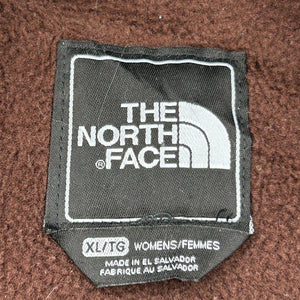 THE
NORTH
®FACE
XL/TG WOMENS/FEMMES
MADE IN EL SALVADOR
FABRIQUE AU SALVADOR